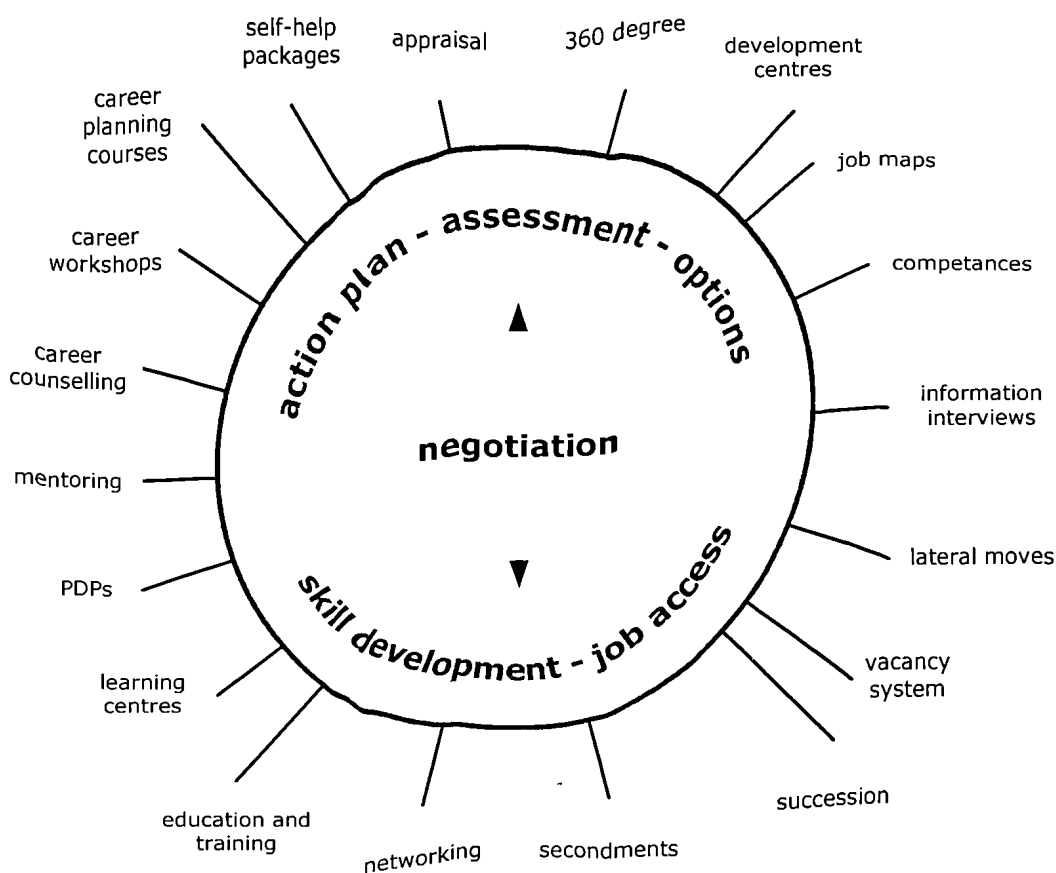 self-help
packages
appraisal
360 degree
development
centres
career
planning
courses
job maps
career
workshops
competances
action plan - assessment - options
career
counselling
information
interviews
negotiation
mentoring
lateral moves
PDPs
skill development - job access
learning
centres
vacancy
system
succession
education and
training
networking
secondments